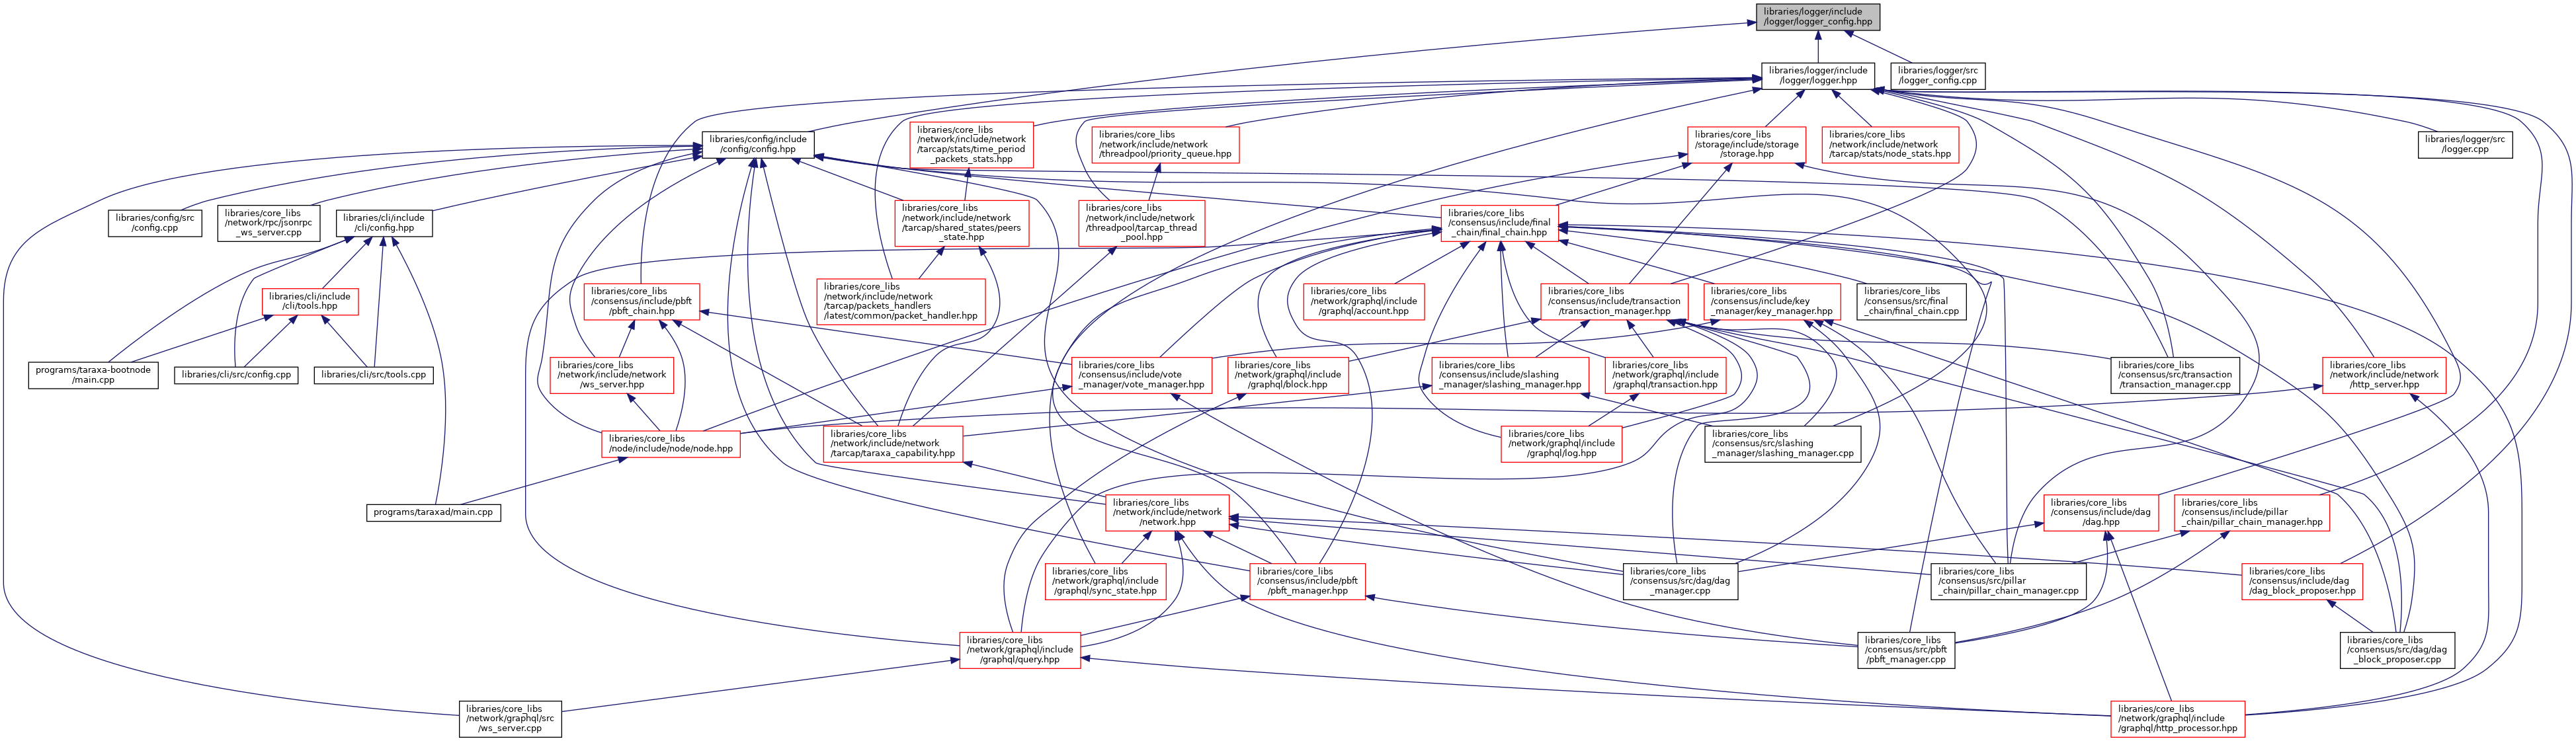 libraries/logger/include
/logger/logger_config.hpp
libraries/logger/include
/logger/logger.hpp
libraries/logger/src
/logger_config.cpp
libraries/config/include
/config/config.hpp
libraries/core_libs
/network/include/network
/tarcap/stats/time_period
_packets_stats.hpp
libraries/core_libs
/network/include/network
/threadpool/priority_queue.hpp
libraries/core_libs
/storage/include/storage
/storage.hpp
libraries/core_libs
/network/include/network
/tarcap/stats/node_stats.hpp
libraries/logger/src
/logger.cpp
libraries/config/src
/config.cpp
libraries/core_libs
/network/rpc/jsonrpc
_ws_server.cpp
libraries/cli/include
/cli/config.hpp
libraries/core_libs
/network/include/network
/tarcap/shared_states/peers
_state.hpp
libraries/core_libs
/network/include/network
/threadpool/tarcap_thread
_pool.hpp
libraries/core_libs
/consensus/include/final
_chain/final_chain.hpp
libraries/cli/include
/cli/tools.hpp
libraries/core_libs
/consensus/include/pbft
/pbft_chain.hpp
libraries/core_libs
/network/include/network
/tarcap/packets_handlers
/latest/common/packet_handler.hpp
libraries/core_libs
/network/graphql/include
/graphql/account.hpp
libraries/core_libs
/consensus/include/transaction
/transaction_manager.hpp
libraries/core_libs
/consensus/include/key
_manager/key_manager.hpp
libraries/core_libs
/consensus/src/final
_chain/final_chain.cpp
programs/taraxa-bootnode
/main.cpp
libraries/cli/src/config.cpp
libraries/cli/src/tools.cpp
libraries/core_libs
/network/include/network
/ws_server.hpp
libraries/core_libs
/consensus/include/vote
_manager/vote_manager.hpp
libraries/core_libs
/network/graphql/include
/graphql/block.hpp
libraries/core_libs
/consensus/include/slashing
_manager/slashing_manager.hpp
libraries/core_libs
/network/graphql/include
/graphql/transaction.hpp
libraries/core_libs
/consensus/src/transaction
/transaction_manager.cpp
libraries/core_libs
/network/include/network
/http_server.hpp
libraries/core_libs
/node/include/node/node.hpp
libraries/core_libs
/network/include/network
/tarcap/taraxa_capability.hpp
libraries/core_libs
/network/graphql/include
/graphql/log.hpp
libraries/core_libs
/consensus/src/slashing
_manager/slashing_manager.cpp
programs/taraxad/main.cpp
libraries/core_libs
/network/include/network
/network.hpp
libraries/core_libs
/consensus/include/dag
/dag.hpp
libraries/core_libs
/consensus/include/pillar
_chain/pillar_chain_manager.hpp
libraries/core_libs
/network/graphql/include
/graphql/sync_state.hpp
libraries/core_libs
/consensus/include/pbft
/pbft_manager.hpp
libraries/core_libs
/consensus/src/dag/dag
_manager.cpp
libraries/core_libs
/consensus/src/pillar
_chain/pillar_chain_manager.cpp
libraries/core_libs
/consensus/include/dag
/dag_block_proposer.hpp
libraries/core_libs
/network/graphql/include
/graphql/query.hpp
libraries/core_libs
/consensus/src/pbft
/pbft_manager.cpp
libraries/core_libs
/consensus/src/dag/dag
_block_proposer.cpp
libraries/core_libs
/network/graphql/src
/ws_server.cpp
libraries/core_libs
/network/graphql/include
/graphql/http_processor.hpp